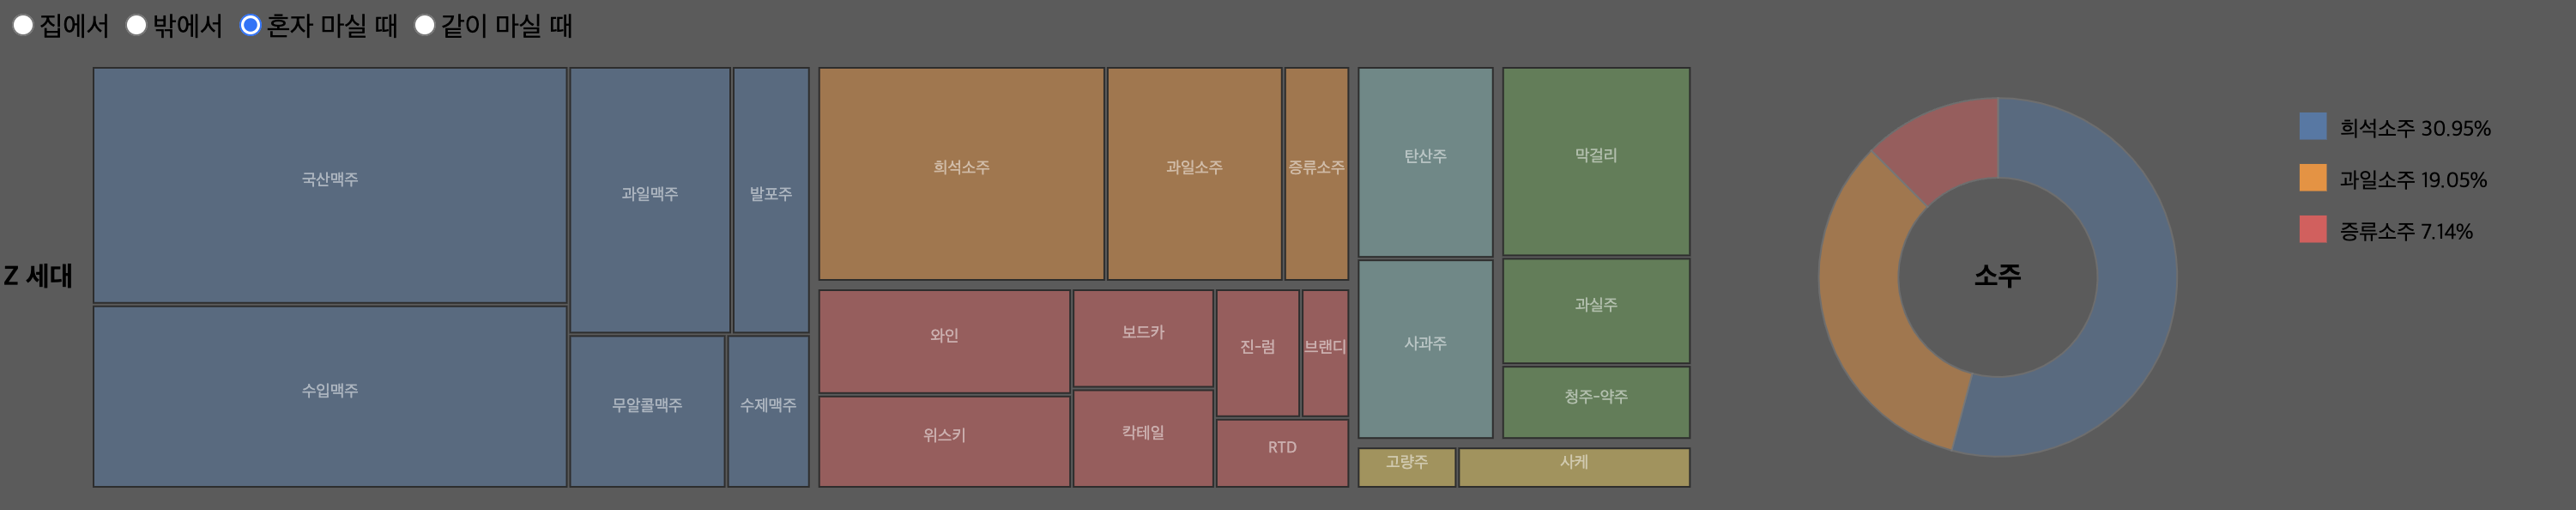 집에서 밖에서 혼자 마실 때 같이 마실 때
Z 세대
국산맥주
수입맥주
과일맥주
발포주
무알콜맥주
수제맥주
희석소주
과일소주
증류소주
와인
위스키
보드카
칵테일
진-럼
브랜디
RTD
탄산주
사과주
막걸리
과실주
청주-약주
고량주
사케
소주
희석소주 30.95%
과일소주 19.05%
증류소주 7.14%